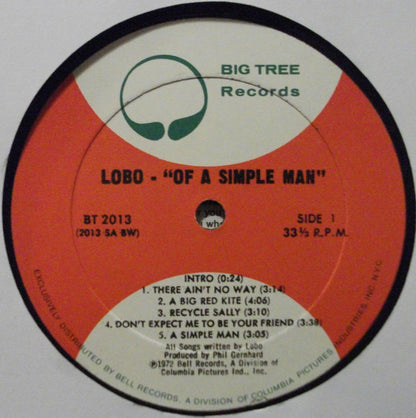 BIG TREE
Records
LOBO - "OF A SIMPLE MAN"
BT 2013
(2013 SA BW)
SIDE 1
33⅓ R.P.M.
INTRO (0:24)
1. THERE AIN'T NO WAY (3:14)
2. A BIG RED KITE (4:06)
3. RECYCLE SALLY (3:10)
4. DON'T EXPECT ME TO BE YOUR FRIEND (3:38)
5. A SIMPLE MAN (3:05)
All Songs written by Lobo
Produced by Phil Gernhard
℗1972 Bell Records, A Division of
Columbia Pictures Ind., Inc.
EXCLUSIVELY DISTRIBUTED BY BELL RECORDS, A DIVISION OF COLUMBIA PICTURES INDUSTRIES, INC. N.Y.C.